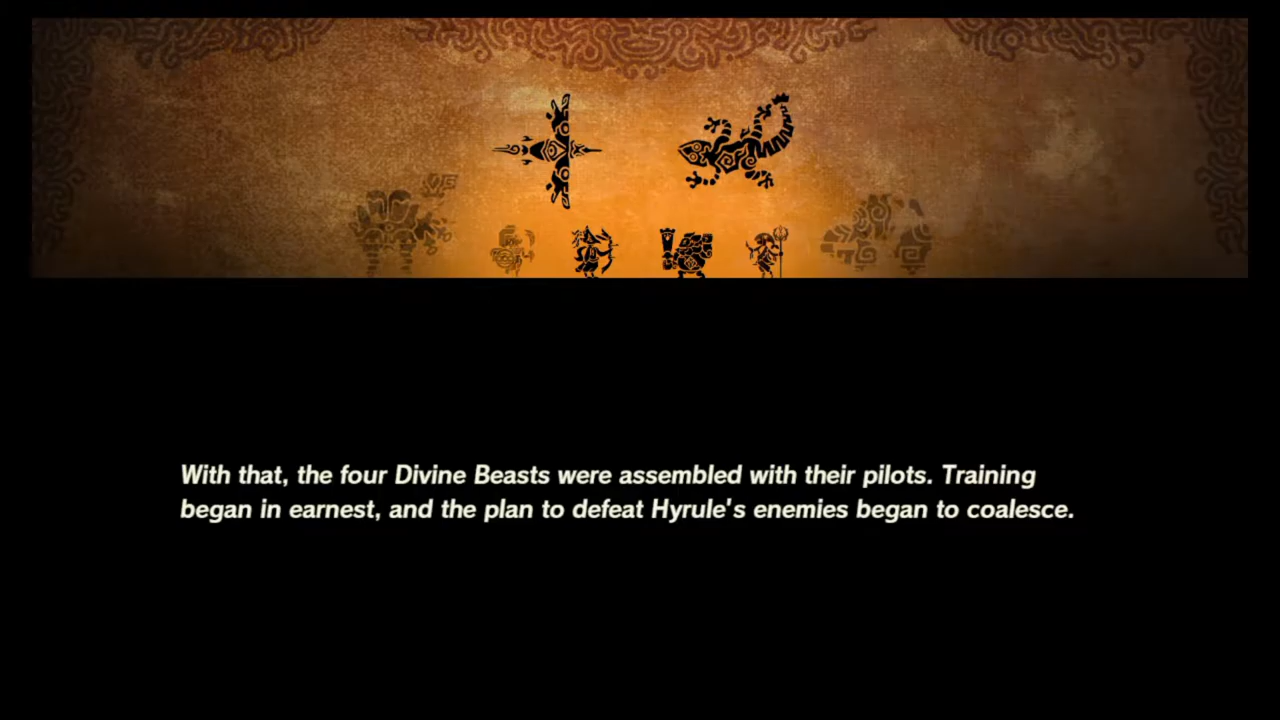 With that, the four Divine Beasts were assembled with their pilots. Training
began in earnest, and the plan to defeat Hyrule's enemies began to coalesce.